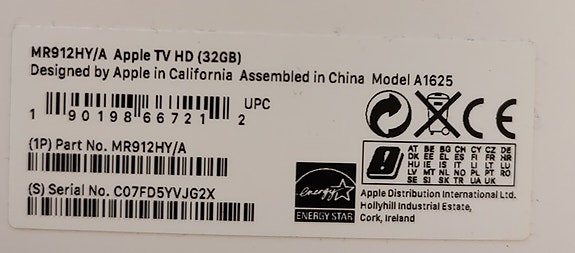 MR912HY/A Apple TV HD (32GB)
Designed by Apple in California Assembled in China Model A1625
1 90198 66721 2 UPC
(1P) Part No. MR912HY/A
(S) Serial No. C07FD5YVJG2X
energy
ENERGY STAR
CE
AT BE BG CH CY CZ DE
DK EE EL ES FI FR HR
HU IE IS IT LI LT LU
LV MT NL NO PL PT RO
SE SI SK TR UA UK
Apple Distribution International Ltd.
Hollyhill Industrial Estate,
Cork, Ireland